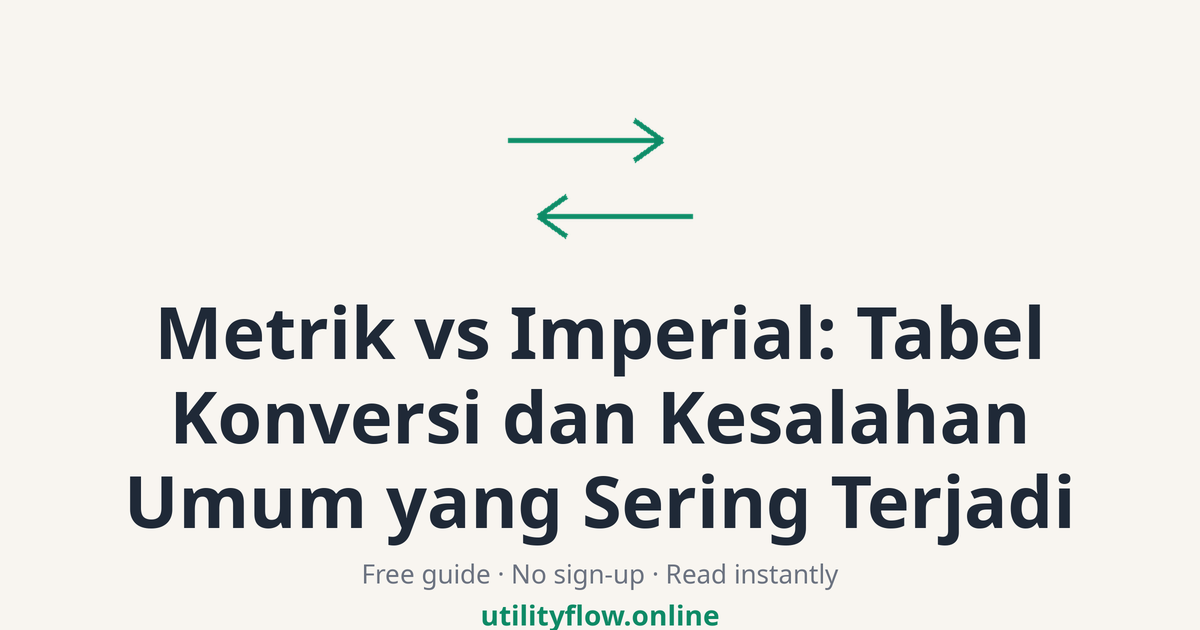 Metrik vs Imperial: Tabel
Konversi dan Kesalahan
Umum yang Sering Terjadi
Free guide · No sign-up · Read instantly
utilityflow.online